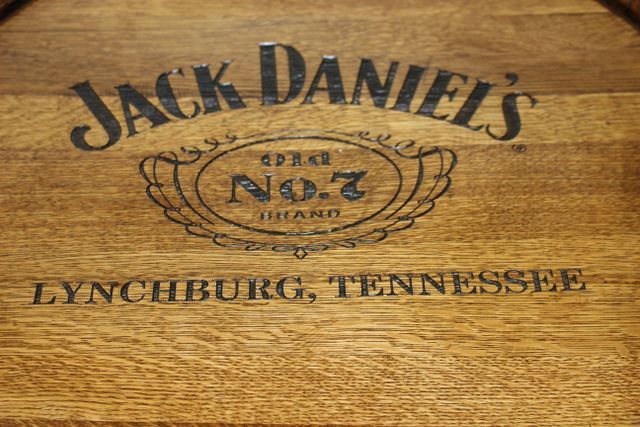 JACK DANIEL'S®
Old
No.7
BRAND
LYNCHBURG, TENNESSEE